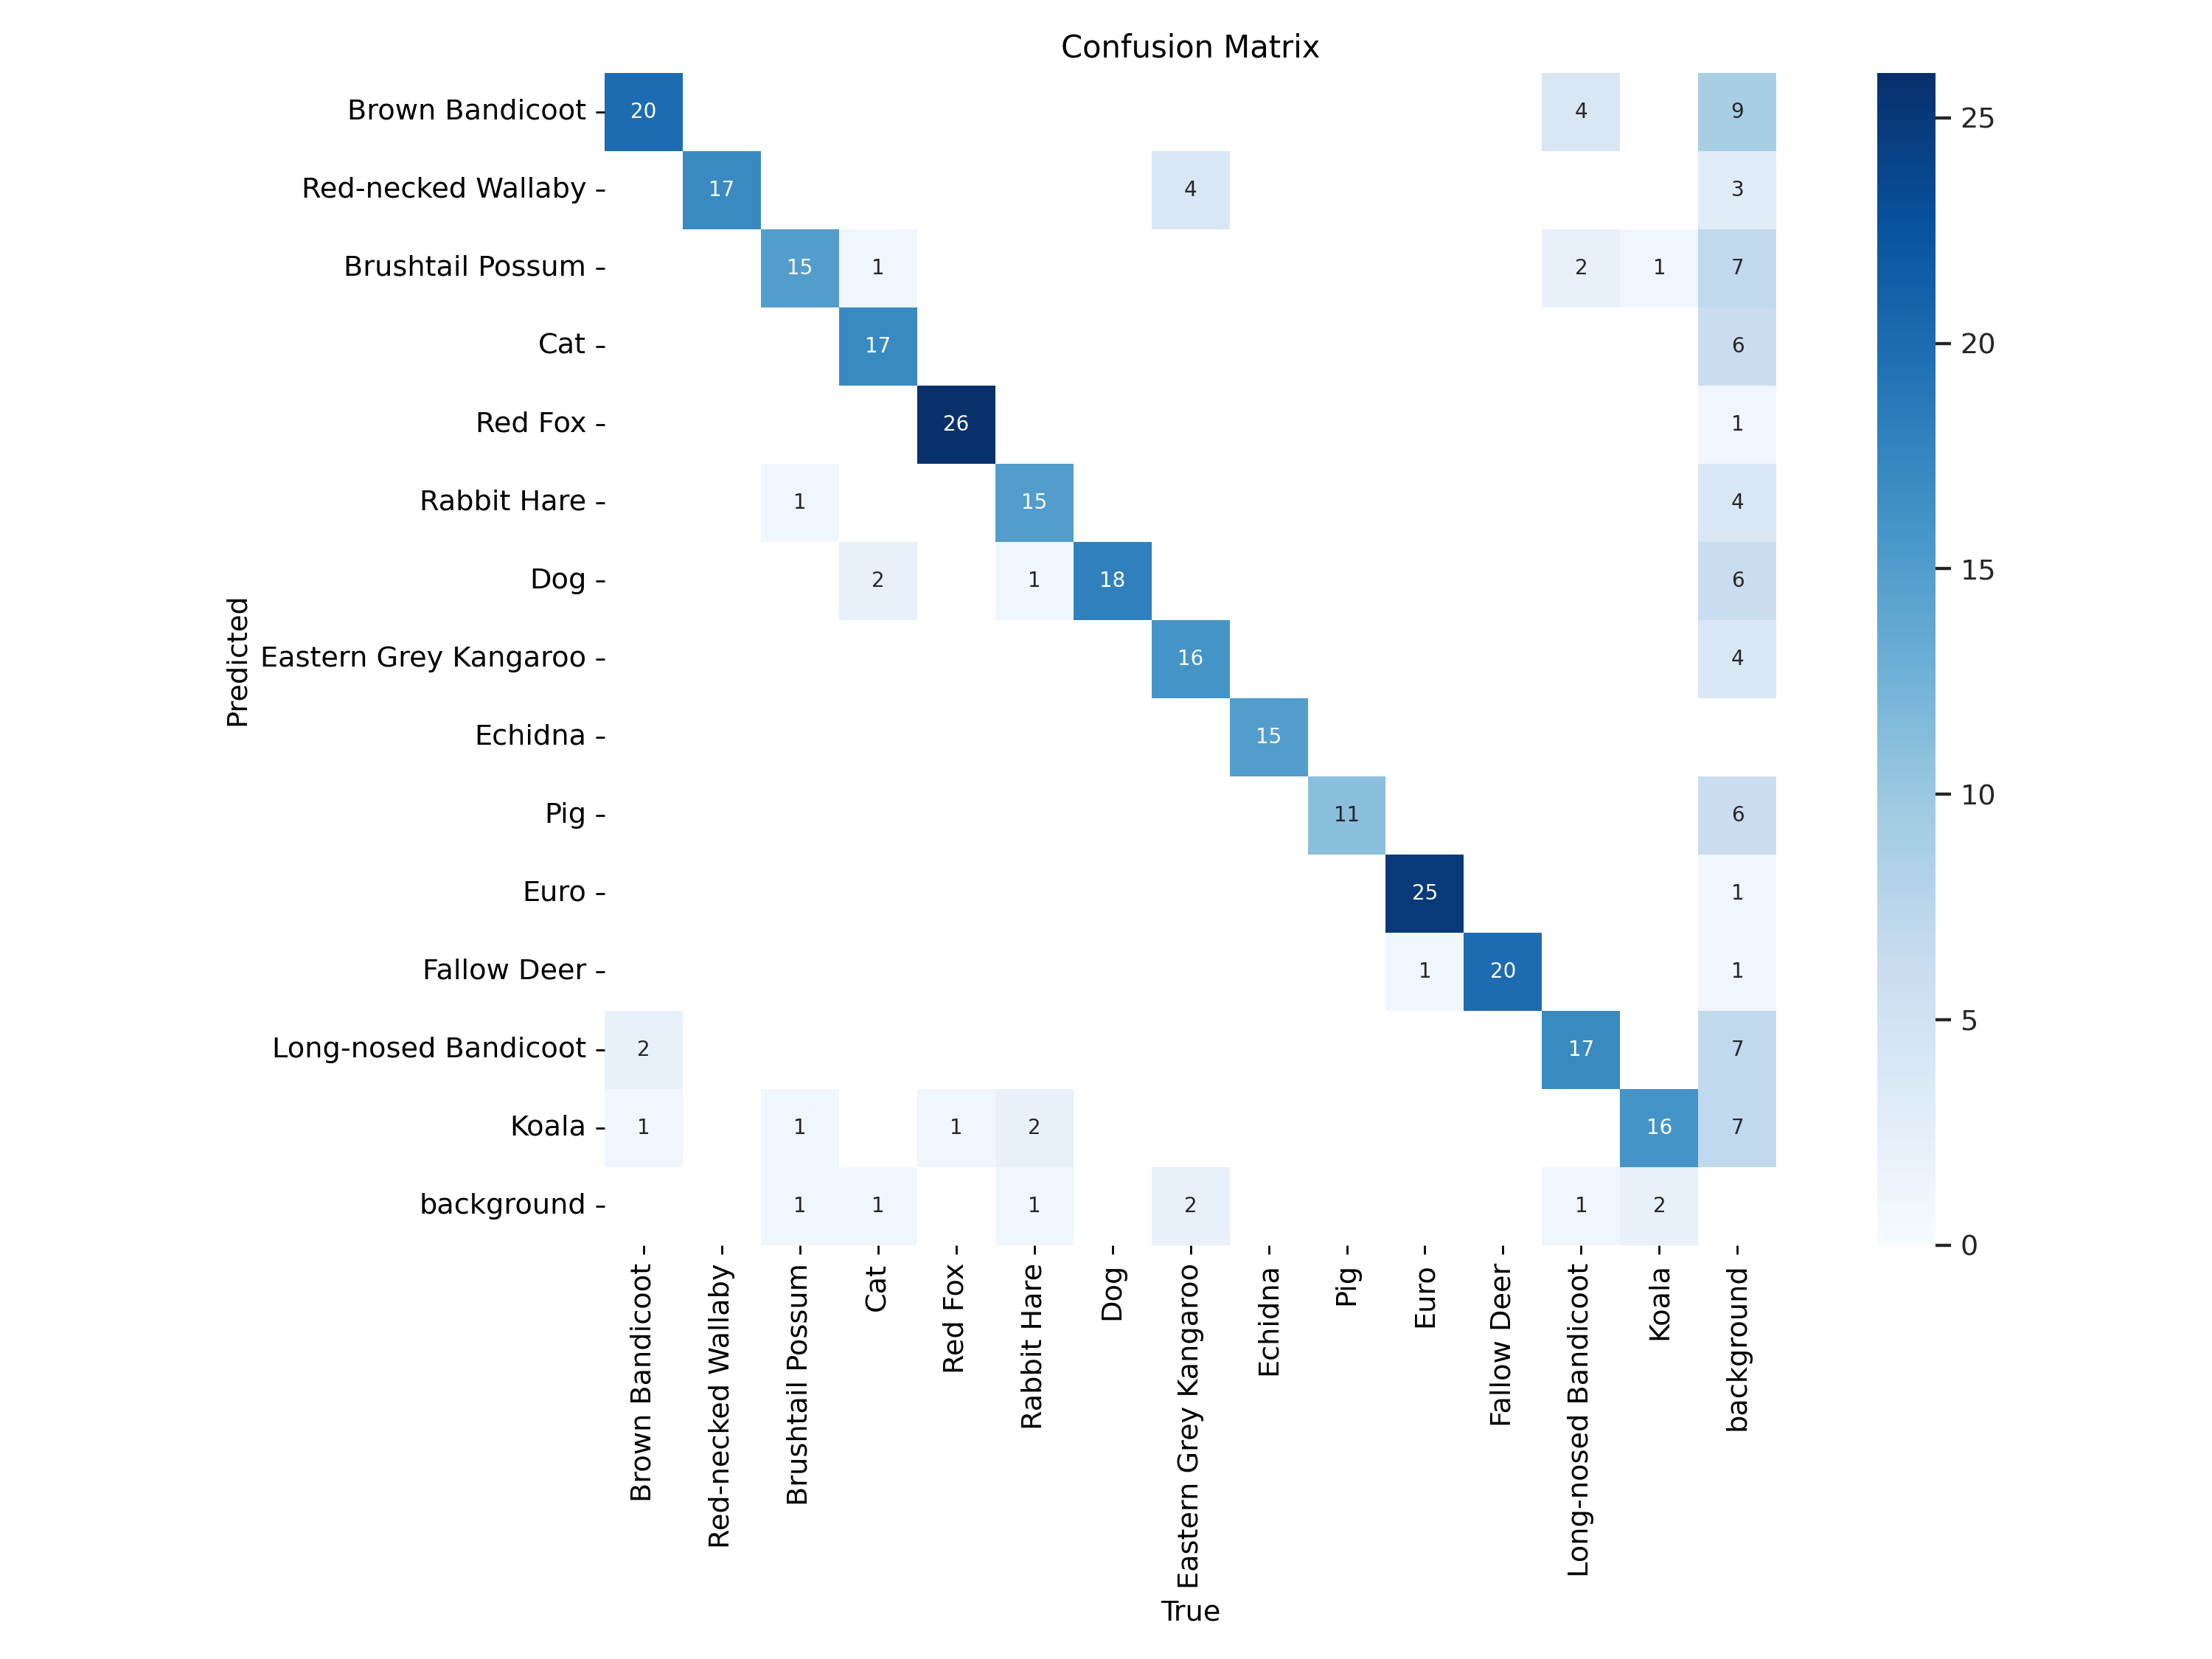 Confusion Matrix
Brown Bandicoot 20 4 9
Red-necked Wallaby 17 4 3
Brushtail Possum 15 1 2 1 7
Cat 17 6
Red Fox 26 1
Rabbit Hare 1 15 4
Dog 2 1 18 6
Eastern Grey Kangaroo 16 4
Echidna 15
Pig 11 6
Euro 25 1
Fallow Deer 1 20 1
Long-nosed Bandicoot 2 17 7
Koala 1 1 1 2 16 7
background 1 1 1 2 1 2
Predicted
Brown Bandicoot
Red-necked Wallaby
Brushtail Possum
Cat
Red Fox
Rabbit Hare
Dog
Eastern Grey Kangaroo
Echidna
Pig
Euro
Fallow Deer
Long-nosed Bandicoot
Koala
background
True
25
20
15
10
5
0